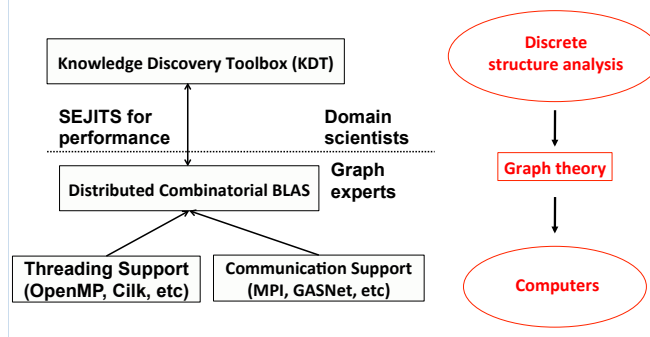 Knowledge Discovery Toolbox (KDT)
SEJITS for
performance
Domain
scientists
Graph
experts
Distributed Combinatorial BLAS
Threading Support
(OpenMP, Cilk, etc)
Communication Support
(MPI, GASNet, etc)
Discrete
structure analysis
Graph theory
Computers